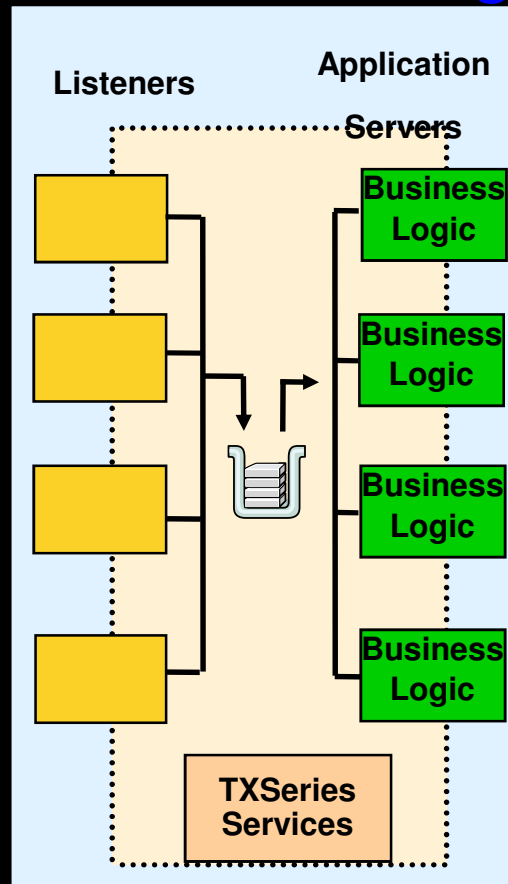 Listeners
Application
Servers
Business
Logic
Business
Logic
Business
Logic
Business
Logic
TXSeries
Services